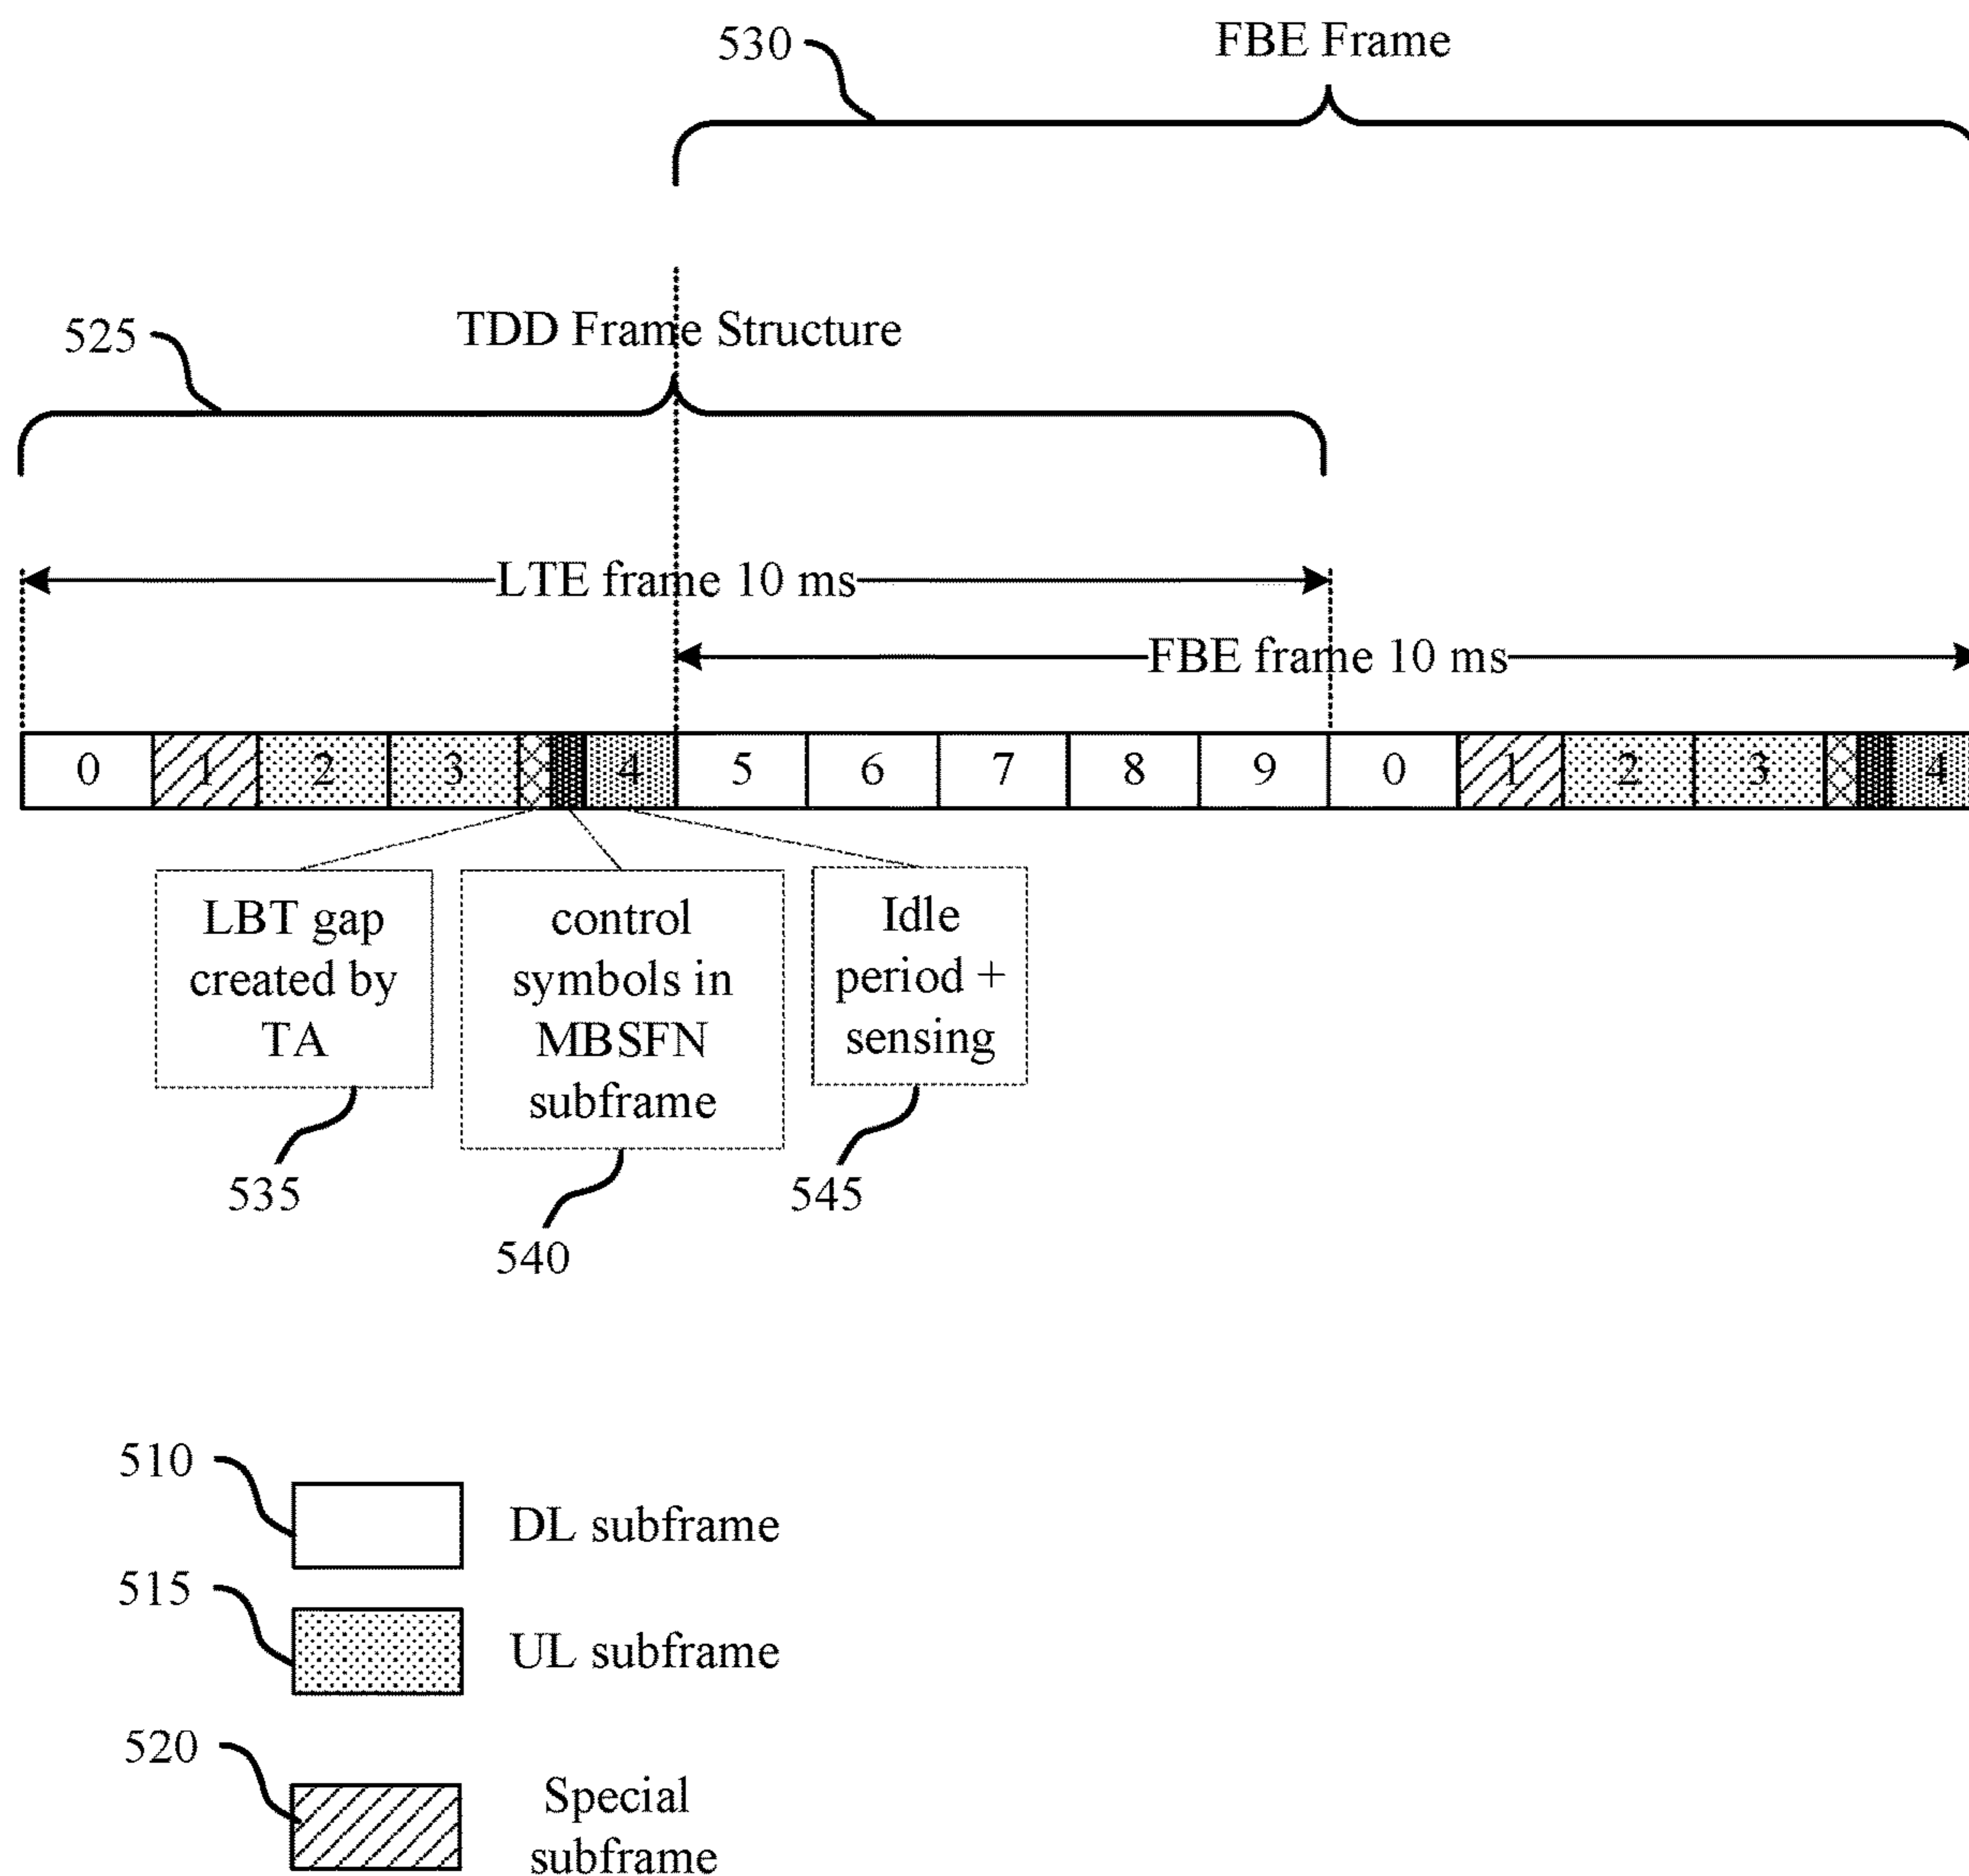 530
FBE Frame
525
TDD Frame Structure
LTE frame 10 ms
FBE frame 10 ms
0 1 2 3 4 5 6 7 8 9 0 1 2 3 4
LBT gap
created by
TA
control
symbols in
MBSFN
subframe
Idle
period +
sensing
535
540
545
510
DL subframe
515
UL subframe
520
Special
subframe